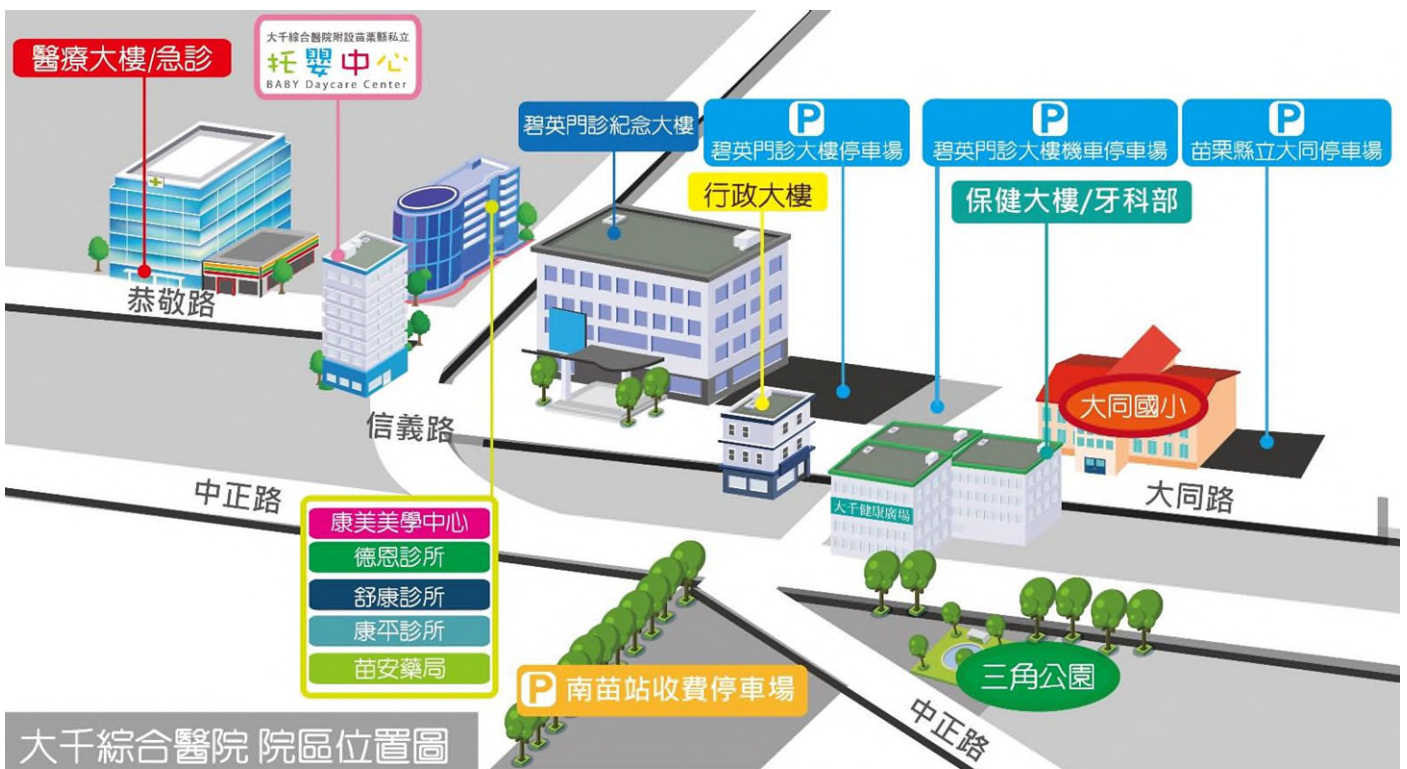 醫療大樓/急診
大千綜合醫院附設苗栗縣私立
托嬰中心
BABY Daycare Center
碧英門診紀念大樓
P
碧英門診大樓停車場
P
碧英門診大樓機車停車場
P
苗栗縣立大同停車場
行政大樓
保健大樓/牙科部
恭敬路
信義路
大同國小
中正路
大同路
大千健康廣場
康美美學中心
德恩診所
舒康診所
康平診所
苗安藥局
P 南苗站收費停車場
三角公園
中正路
大千綜合醫院 院區位置圖